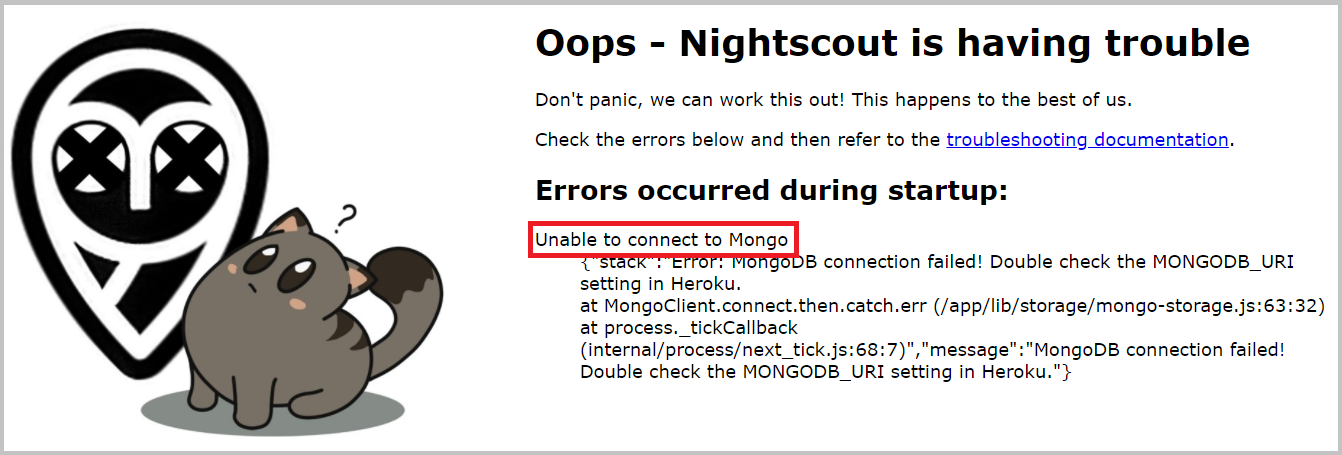 Oops - Nightscout is having trouble
Don't panic, we can work this out! This happens to the best of us.
Check the errors below and then refer to the troubleshooting documentation.
Errors occurred during startup:
Unable to connect to Mongo
{"stack":"Error: MongoDB connection failed! Double check the MONGODB_URI
setting in Heroku.
at MongoClient.connect.then.catch.err (/app/lib/storage/mongo-storage.js:63:32)
at process._tickCallback
(internal/process/next_tick.js:68:7)","message":"MongoDB connection failed!
Double check the MONGODB_URI setting in Heroku."}
?